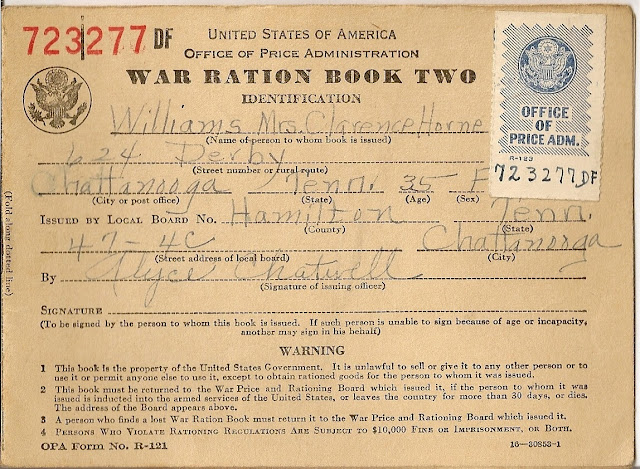 723277 DF
UNITED STATES OF AMERICA
OFFICE OF PRICE ADMINISTRATION
WAR RATION BOOK TWO
IDENTIFICATION
OFFICE
OF
PRICE ADM.
R-123
723277DF
Williams Mrs. Clarence Horne
(Name of person to whom book is issued)
624 Derby
(Street number or rural route)
Chattanooga Tenn. 35 F
(City or post office) (State) (Age) (Sex)
ISSUED BY LOCAL BOARD NO. Hamilton Tenn.
(County) (State)
47-4C Chattanooga
(Street address of local board) (City)
By Alyce Chatwell
(Signature of issuing officer)
SIGNATURE
(To be signed by the person to whom this book is issued. If such person is unable to sign because of age or incapacity,
another may sign in his behalf)
WARNING
1 This book is the property of the United States Government. It is unlawful to sell or give it to any other person or to
use it or permit anyone else to use it, except to obtain rationed goods for the person to whom it was issued.
2 This book must be returned to the War Price and Rationing Board which issued it, if the person to whom it was
issued is inducted into the armed services of the United States, or leaves the country for more than 30 days, or dies.
The address of the Board appears above.
3 A person who finds a lost War Ration Book must return it to the War Price and Rationing Board which issued it.
4 PERSONS WHO VIOLATE RATIONING REGULATIONS ARE SUBJECT TO $10,000 FINE OR IMPRISONMENT, OR BOTH.
OPA Form No. R-121
16-30853-1
(Fold along dotted line)